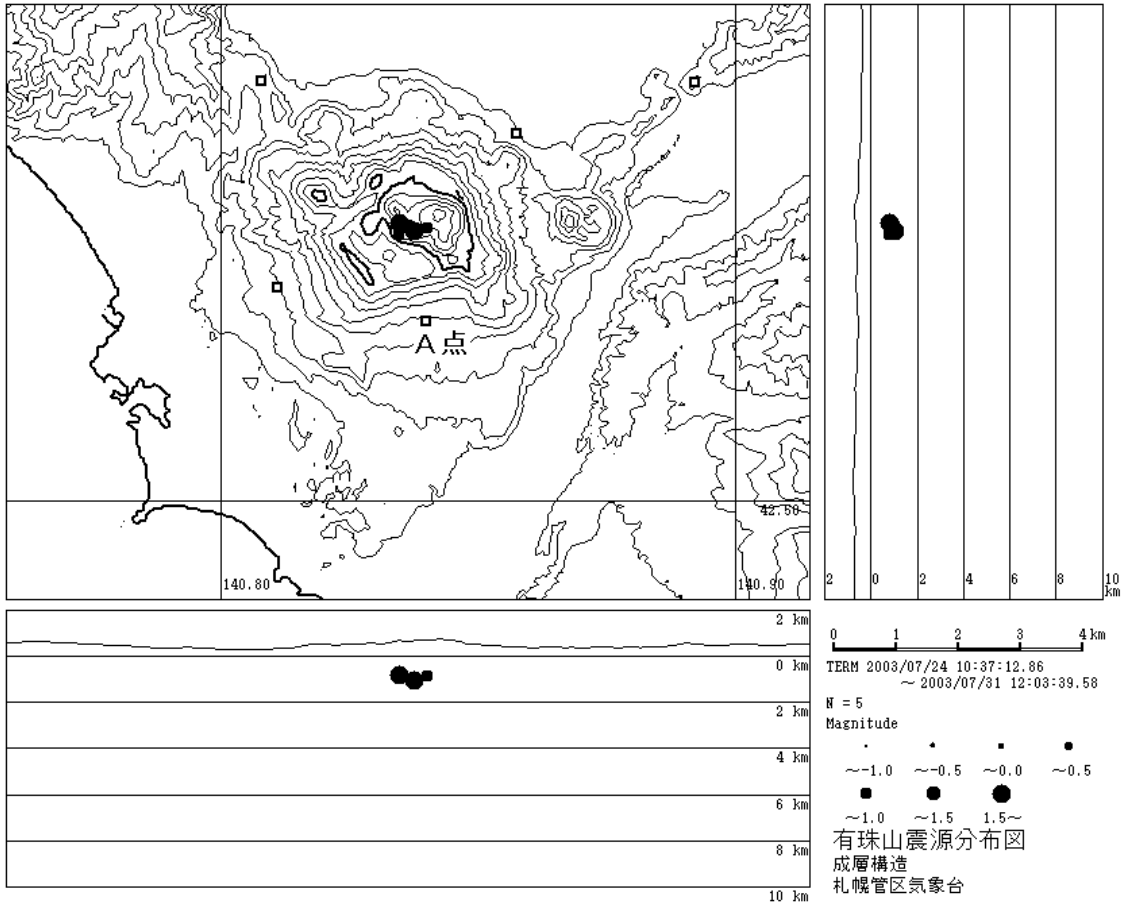 A点
42.50
140.80
140.90
2 0 2 4 6 8 10
km
2 km
0 km
2 km
4 km
6 km
8 km
10 km
0 1 2 3 4 km
TERM 2003/07/24 10:37:12.86
～ 2003/07/31 12:03:39.58
N = 5
Magnitude
～-1.0 ～-0.5 ～0.0 ～0.5
～1.0 ～1.5 1.5～
有珠山震源分布図
成層構造
札幌管区気象台